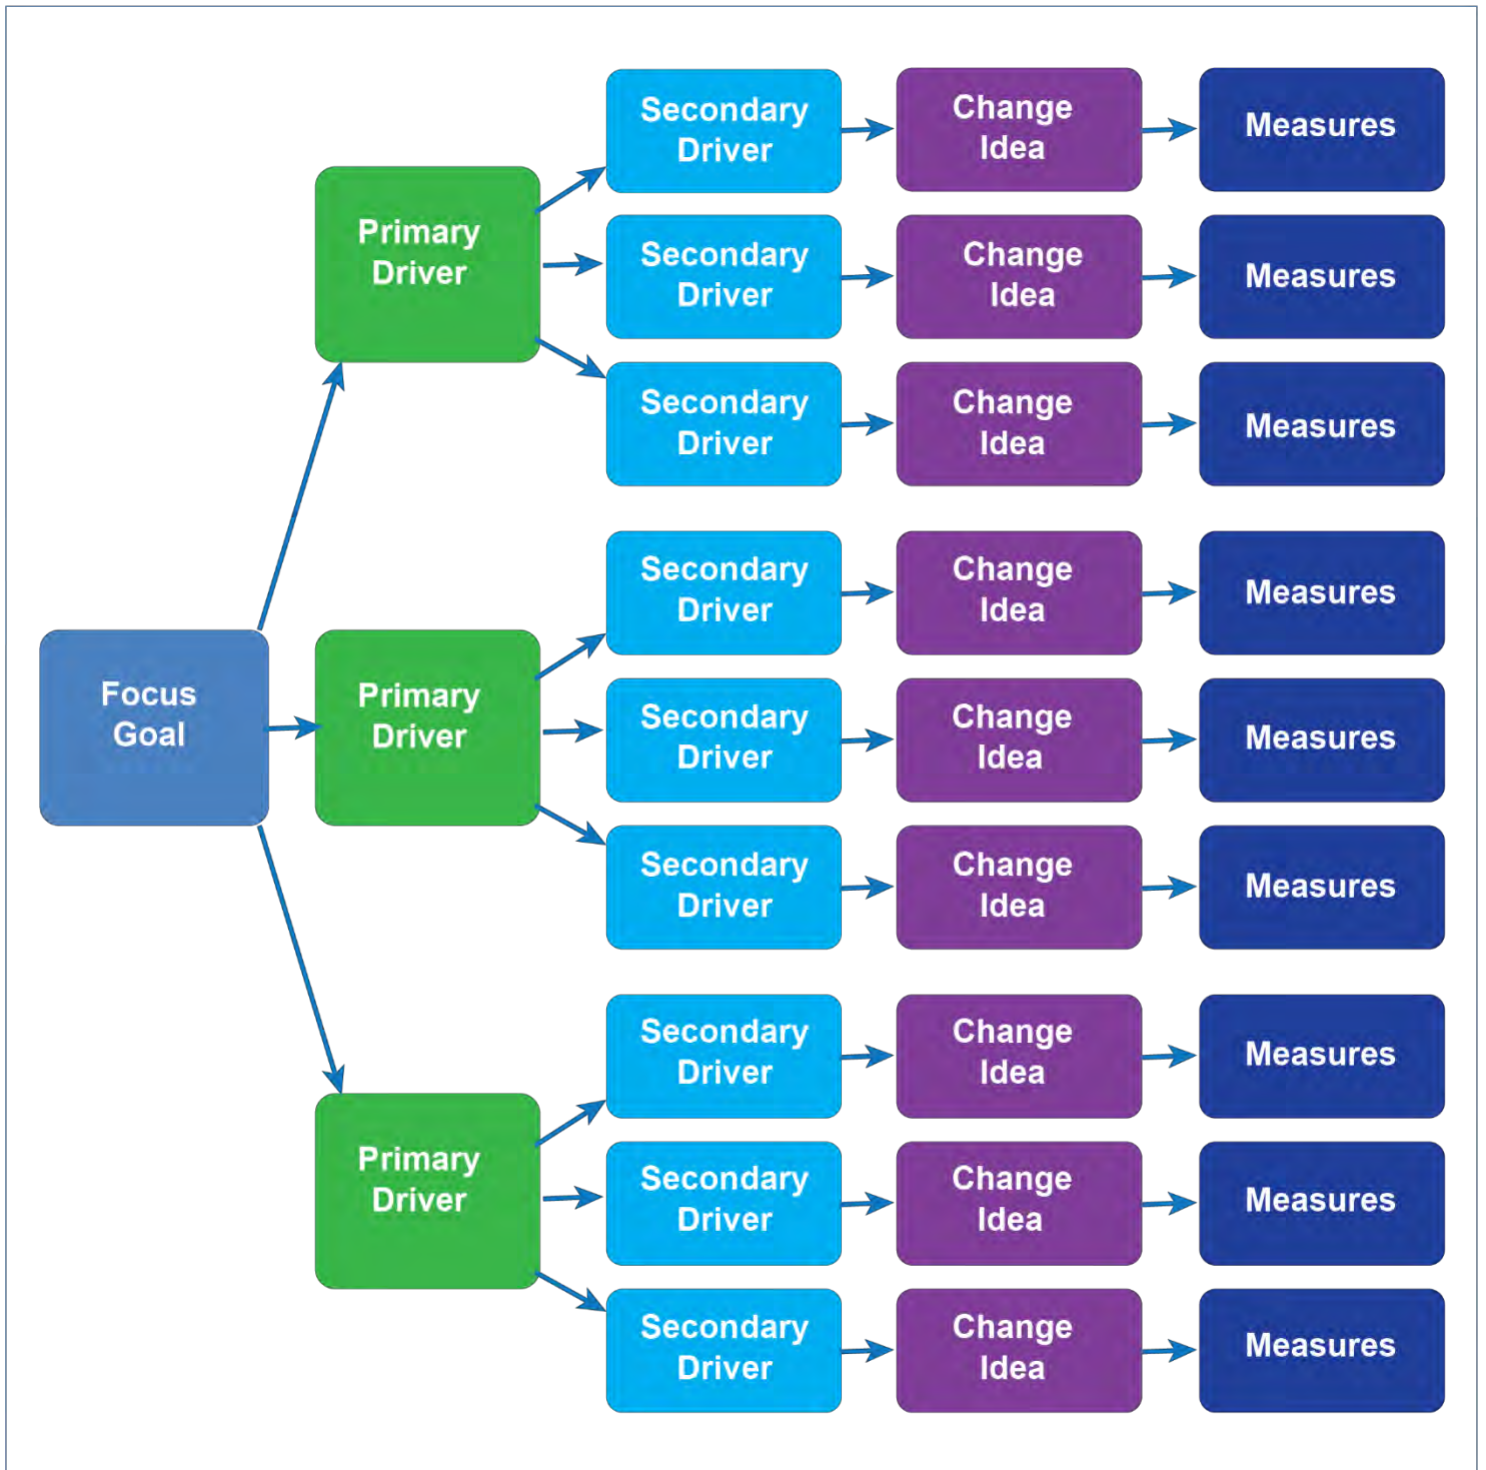 Secondary
Driver
Change
Idea
Measures
Primary
Driver
Secondary
Driver
Change
Idea
Measures
Secondary
Driver
Change
Idea
Measures
Secondary
Driver
Change
Idea
Measures
Focus
Goal
Primary
Driver
Secondary
Driver
Change
Idea
Measures
Secondary
Driver
Change
Idea
Measures
Secondary
Driver
Change
Idea
Measures
Primary
Driver
Secondary
Driver
Change
Idea
Measures
Secondary
Driver
Change
Idea
Measures